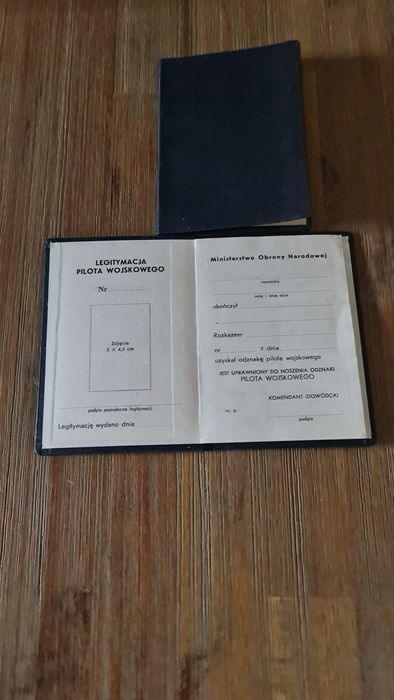 LEGITYMACJA
PILOTA WOJSKOWEGO
Nr
Zdjęcie
3 X 4,5 cm
podpis posiadacza legitymacji
Legitymację wydano dnia
Ministerstwo Obrony Narodowej
nazwisko
imię i imię ojca
ukończył
Rozkazem
nr z dnia
uzyskał odznakę pilota wojskowego
JEST UPRAWNIONY DO NOSZENIA ODZNAKI
PILOTA WOJSKOWEGO
KOMENDANT (DOWÓDCA)
m. p.
podpis